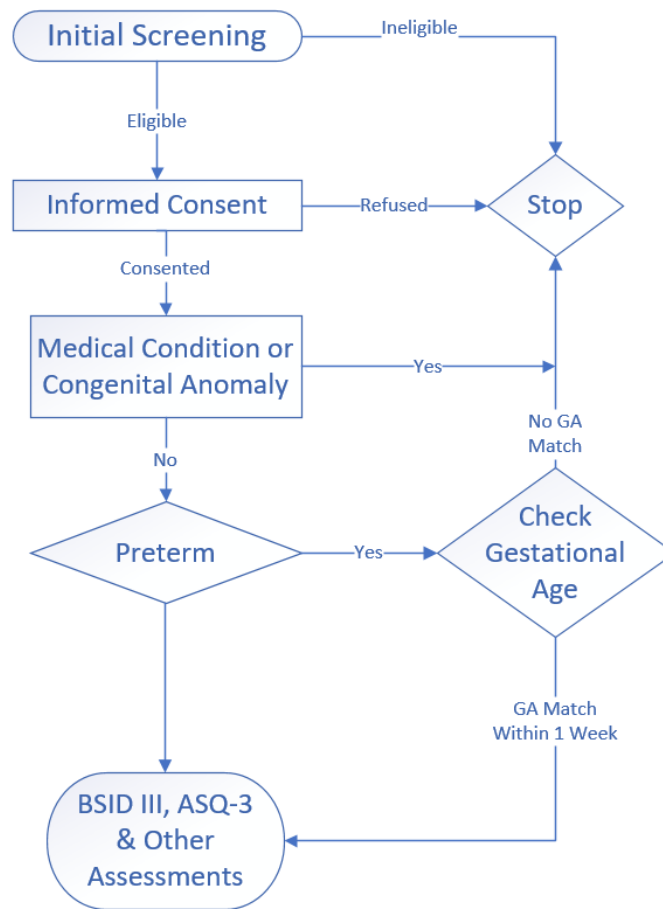 Initial Screening
Ineligible
Eligible
Informed Consent
Refused
Stop
Consented
Medical Condition or
Congenital Anomaly
Yes
No GA
Match
No
Preterm
Yes
Check
Gestational
Age
GA Match
Within 1 Week
BSID III, ASQ-3
& Other
Assessments